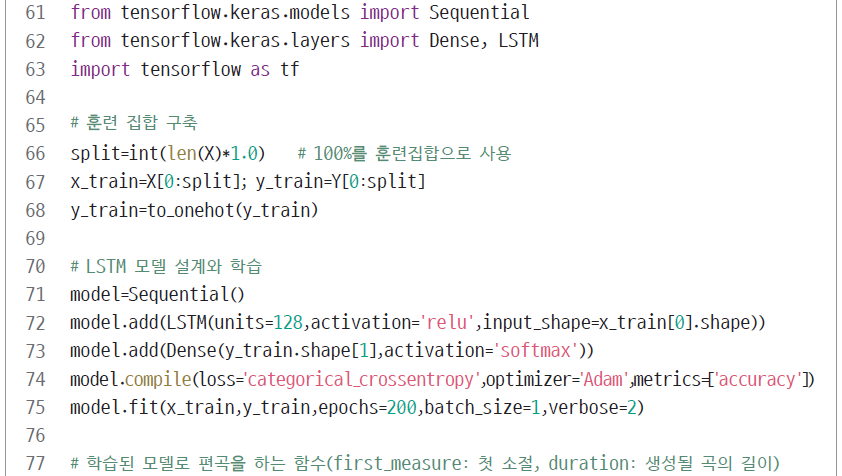 61 from tensorflow.keras.models import Sequential
62 from tensorflow.keras.layers import Dense, LSTM
63 import tensorflow as tf
64
65 # 훈련 집합 구축
66 split=int(len(X)*1.0) # 100%를 훈련집합으로 사용
67 x_train=X[0:split]; y_train=Y[0:split]
68 y_train=to_onehot(y_train)
69
70 # LSTM 모델 설계와 학습
71 model=Sequential()
72 model.add(LSTM(units=128,activation='relu',input_shape=x_train[0].shape))
73 model.add(Dense(y_train.shape[1],activation='softmax'))
74 model.compile(loss='categorical_crossentropy',optimizer='Adam',metrics=['accuracy'])
75 model.fit(x_train,y_train,epochs=200,batch_size=1,verbose=2)
76
77 # 학습된 모델로 편곡을 하는 함수(first_measure: 첫 소절, duration: 생성될 곡의 길이)